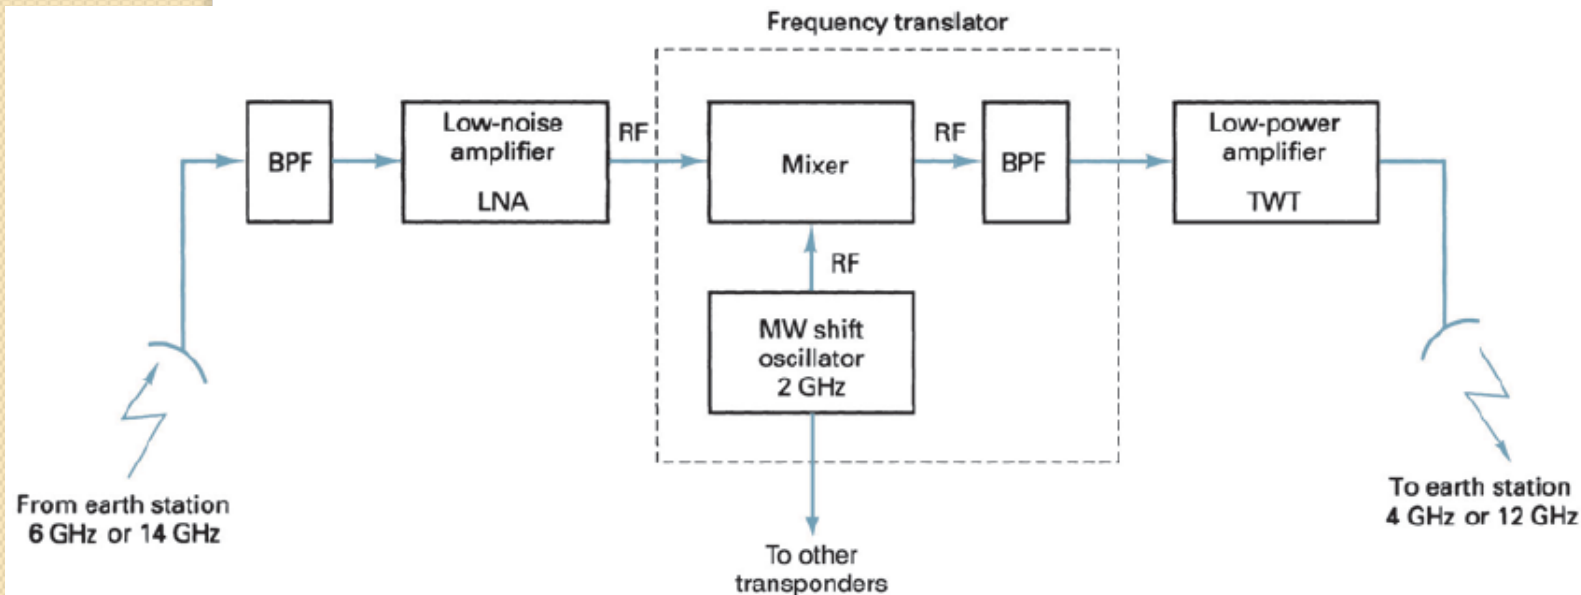 Frequency translator
BPF
Low-noise
amplifier
LNA
RF
Mixer
RF
BPF
Low-power
amplifier
TWT
RF
MW shift
oscillator
2 GHz
From earth station
6 GHz or 14 GHz
To other
transponders
To earth station
4 GHz or 12 GHz